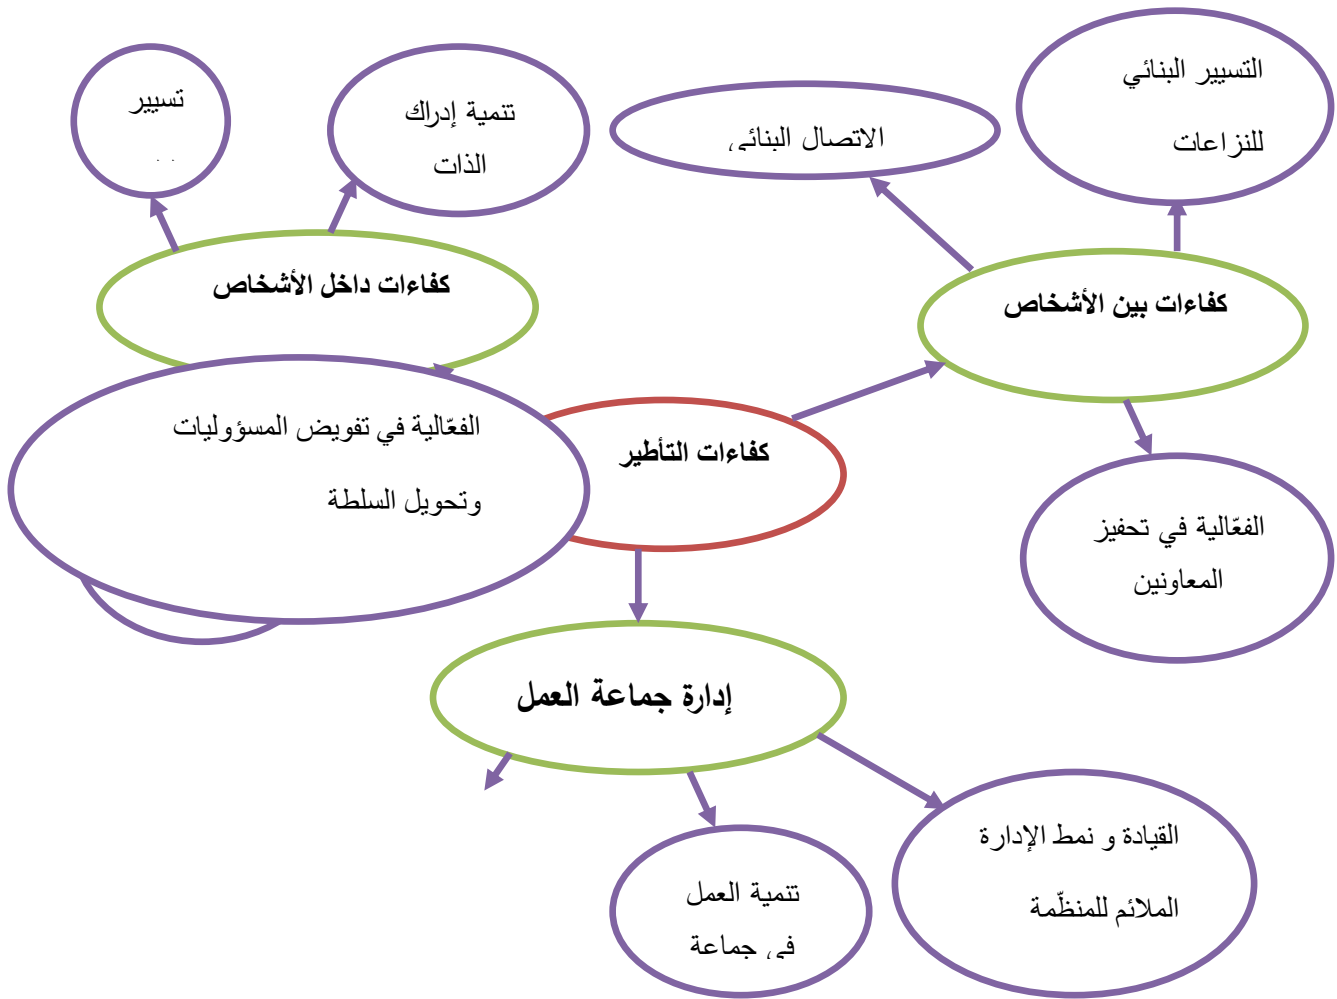 التسيير البنائي
للنزاعات
الاتصال البنائي
تنمية إدراك
الذات
تسيير
كفاءات داخل الأشخاص
كفاءات بين الأشخاص
الفعّالية في تفويض المسؤوليات
وتحويل السلطة
كفاءات التأطير
الفعّالية في تحفيز
المعاونين
إدارة جماعة العمل
القيادة و نمط الإدارة
الملائم للمنظّمة
تنمية العمل
في جماعة